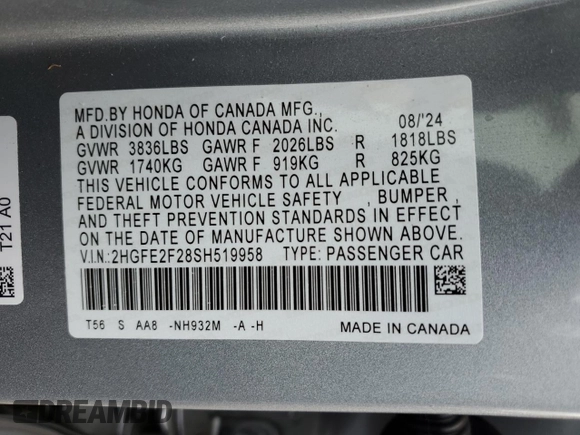 MFD.BY HONDA OF CANADA MFG.,
A DIVISION OF HONDA CANADA INC. 08/'24
GVWR 3836LBS GAWR F 2026LBS R 1818LBS
GVWR 1740KG GAWR F 919KG R 825KG
THIS VEHICLE CONFORMS TO ALL APPLICABLE
FEDERAL MOTOR VEHICLE SAFETY , BUMPER ,
AND THEFT PREVENTION STANDARDS IN EFFECT
ON THE DATE OF MANUFACTURE SHOWN ABOVE.
V.I.N: 2HGFE2F28SH519958 TYPE: PASSENGER CAR
T56 S AA8 -NH932M -A -H MADE IN CANADA
T21 A0
DREAMBID